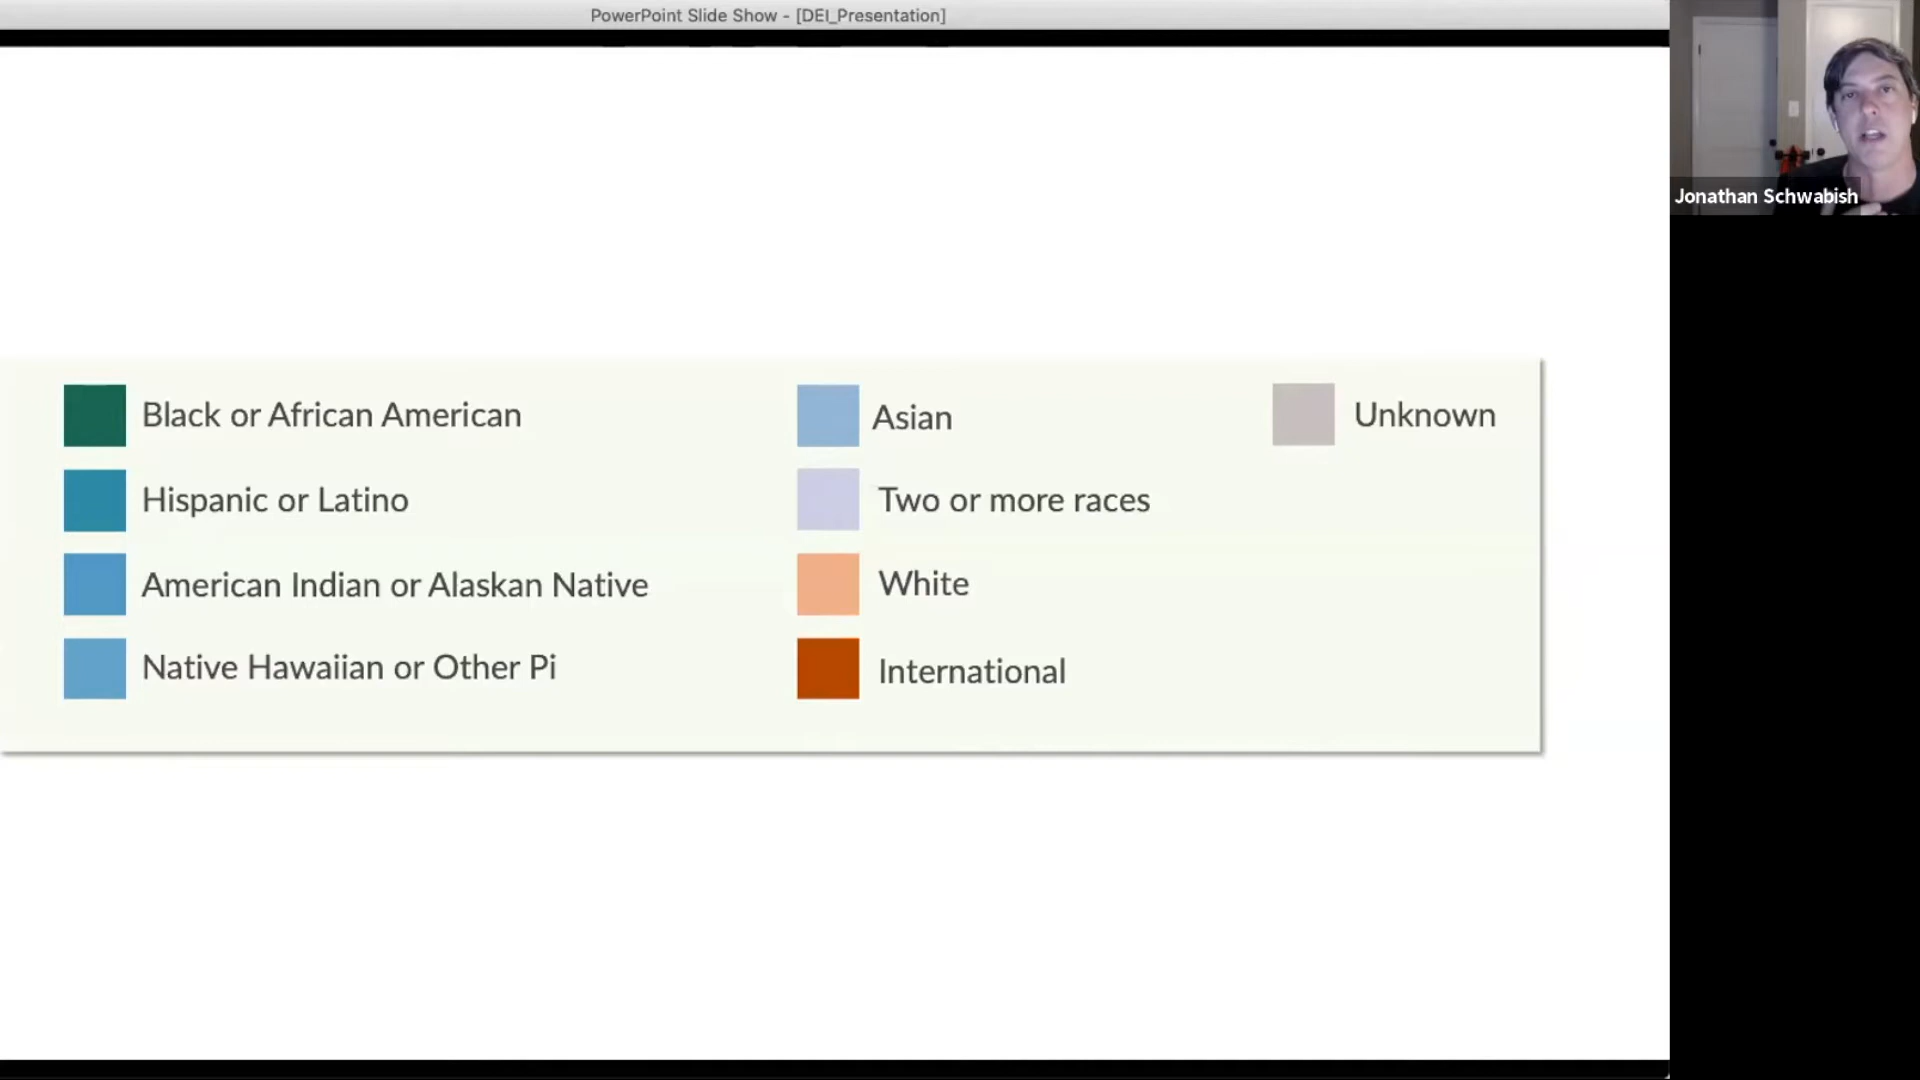 PowerPoint Slide Show - [DEI_Presentation]
Jonathan Schwabish
Black or African American
Hispanic or Latino
American Indian or Alaskan Native
Native Hawaiian or Other Pi
Asian
Two or more races
White
International
Unknown